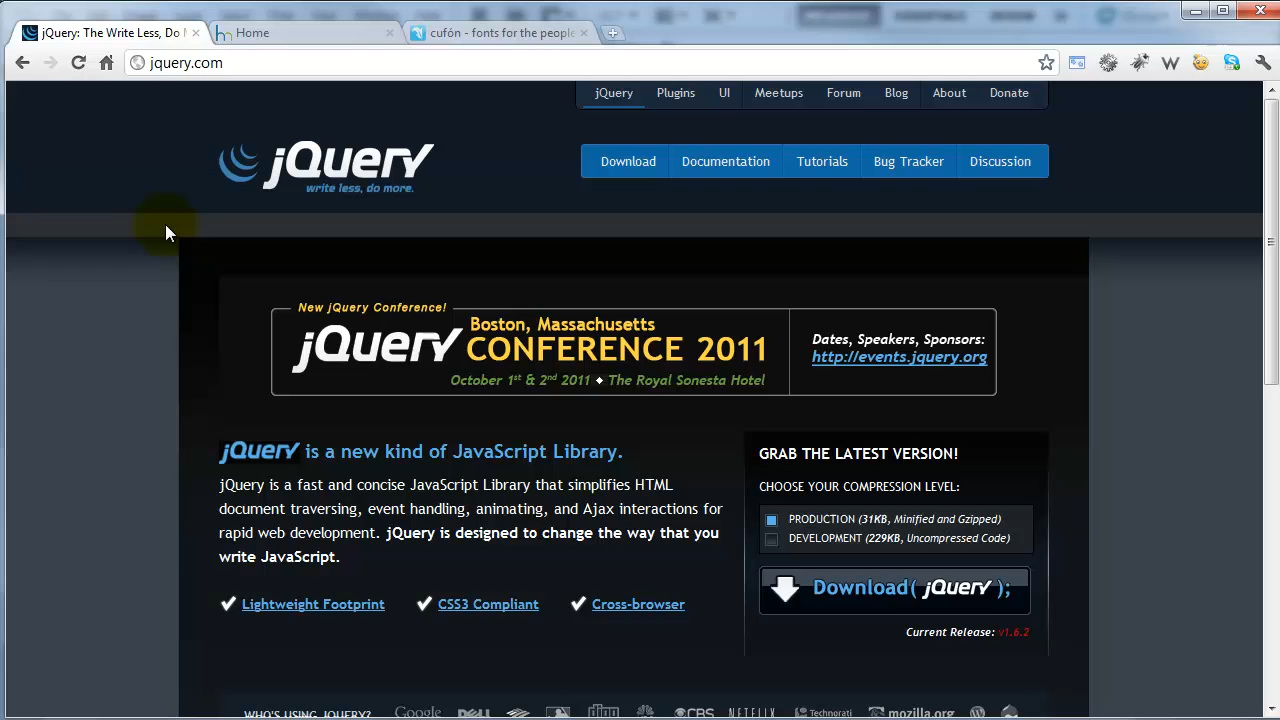 jQuery: The Write Less, Do M
Home
cufón - fonts for the people
jquery.com
jQuery Plugins UI Meetups Forum Blog About Donate
jQuery
write less, do more.
Download Documentation Tutorials Bug Tracker Discussion
New jQuery Conference!
jQuery
Boston, Massachusetts
CONFERENCE 2011
October 1st & 2nd 2011 ◆ The Royal Sonesta Hotel
Dates, Speakers, Sponsors:
http://events.jquery.org
jQuery is a new kind of JavaScript Library.
jQuery is a fast and concise JavaScript Library that simplifies HTML
document traversing, event handling, animating, and Ajax interactions for
rapid web development. jQuery is designed to change the way that you
write JavaScript.
Lightweight Footprint CSS3 Compliant Cross-browser
GRAB THE LATEST VERSION!
CHOOSE YOUR COMPRESSION LEVEL:
PRODUCTION (31KB, Minified and Gzipped)
DEVELOPMENT (229KB, Uncompressed Code)
Download( jQuery );
Current Release: v1.6.2
WHO'S USING JQUERY? Google DELL CBS NETFLIX Technorati mozilla.org